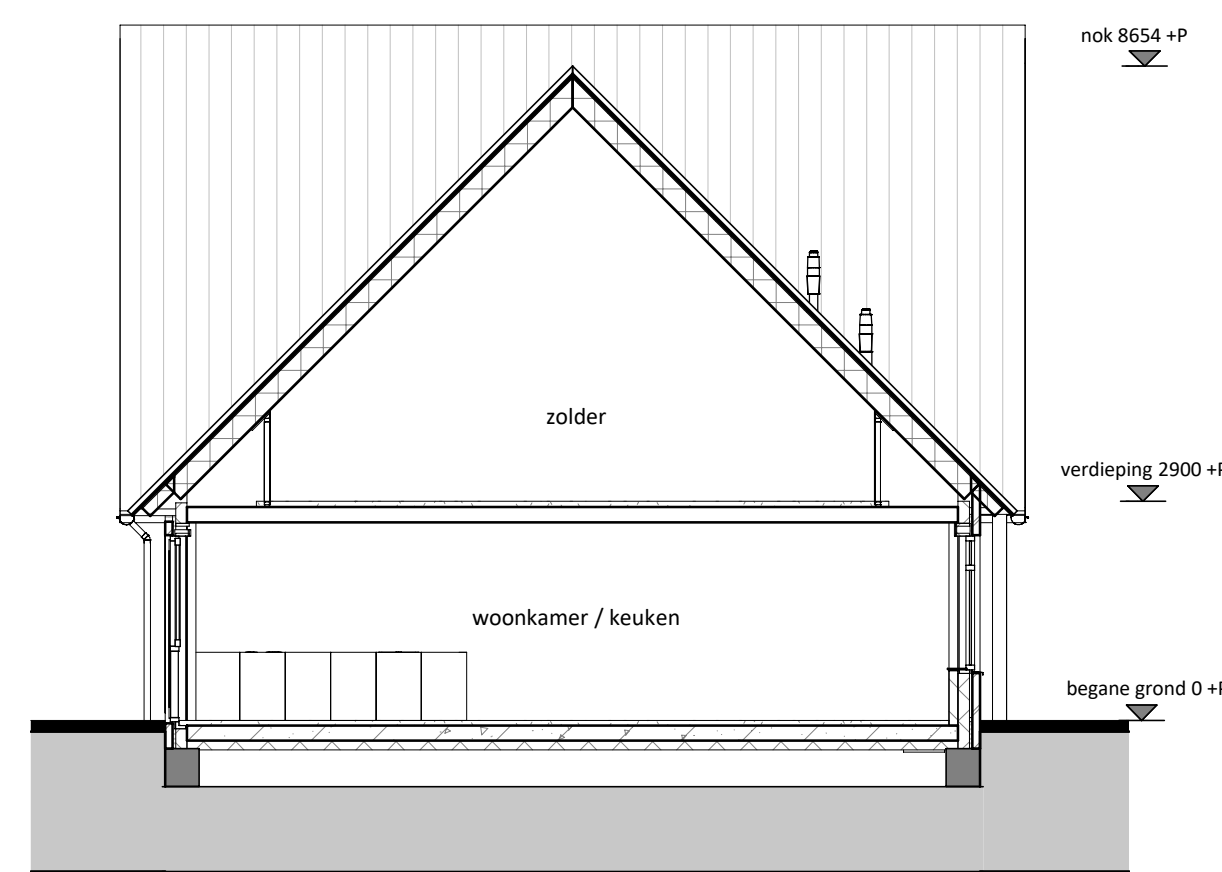 nok 8654 +P
zolder
verdieping 2900 +P
woonkamer / keuken
begane grond 0 +P